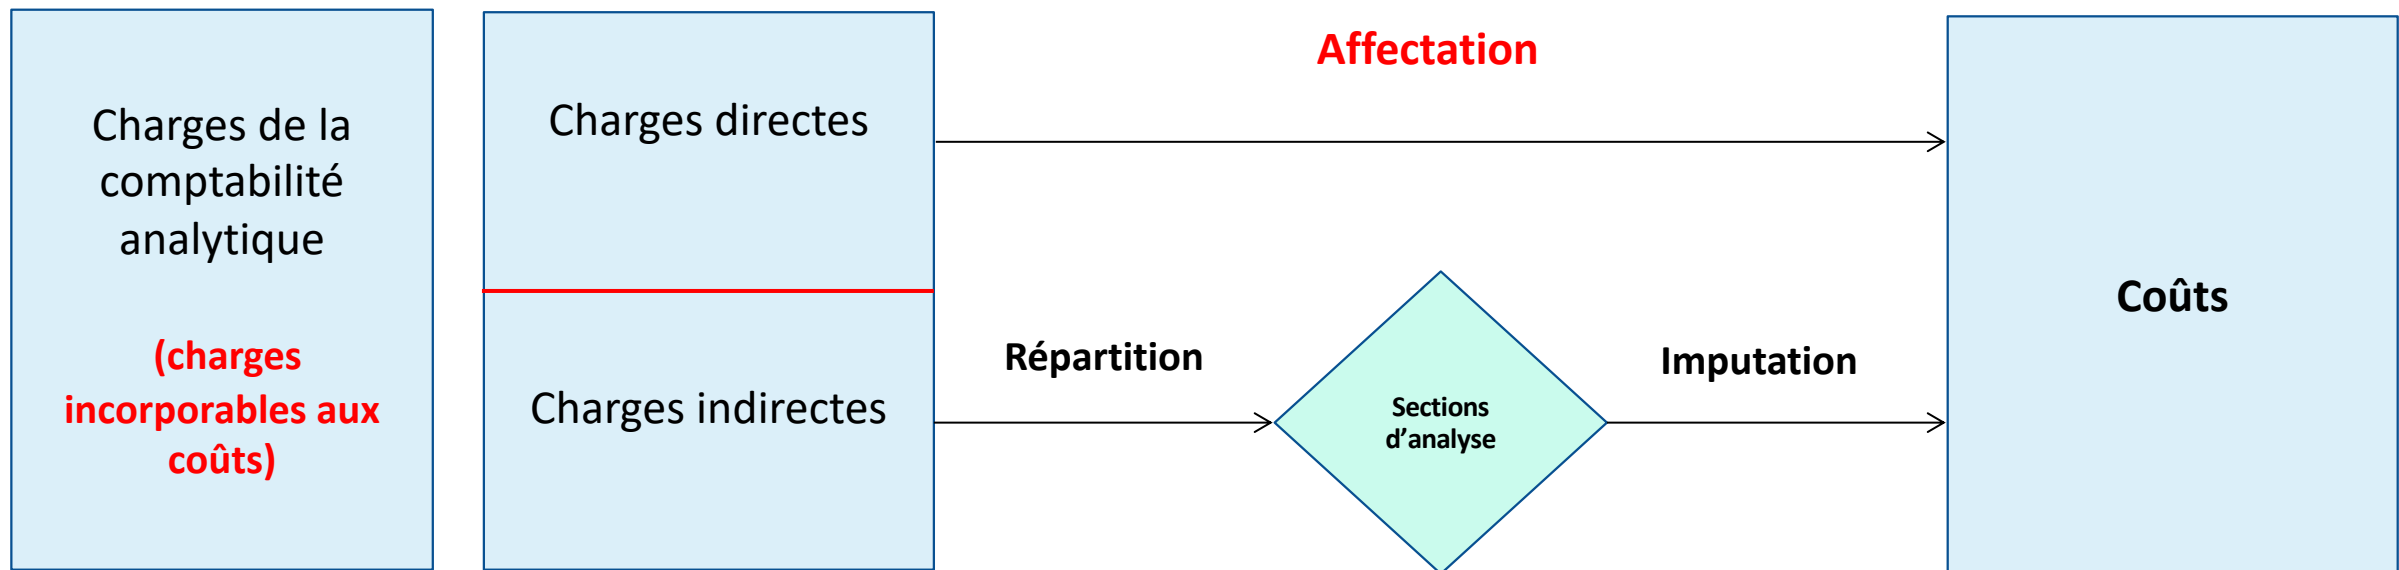 Charges de la
comptabilité
analytique
(charges
incorporables aux
coûts)
Charges directes
Charges indirectes
Affectation
Répartition
Sections
d’analyse
Imputation
Coûts